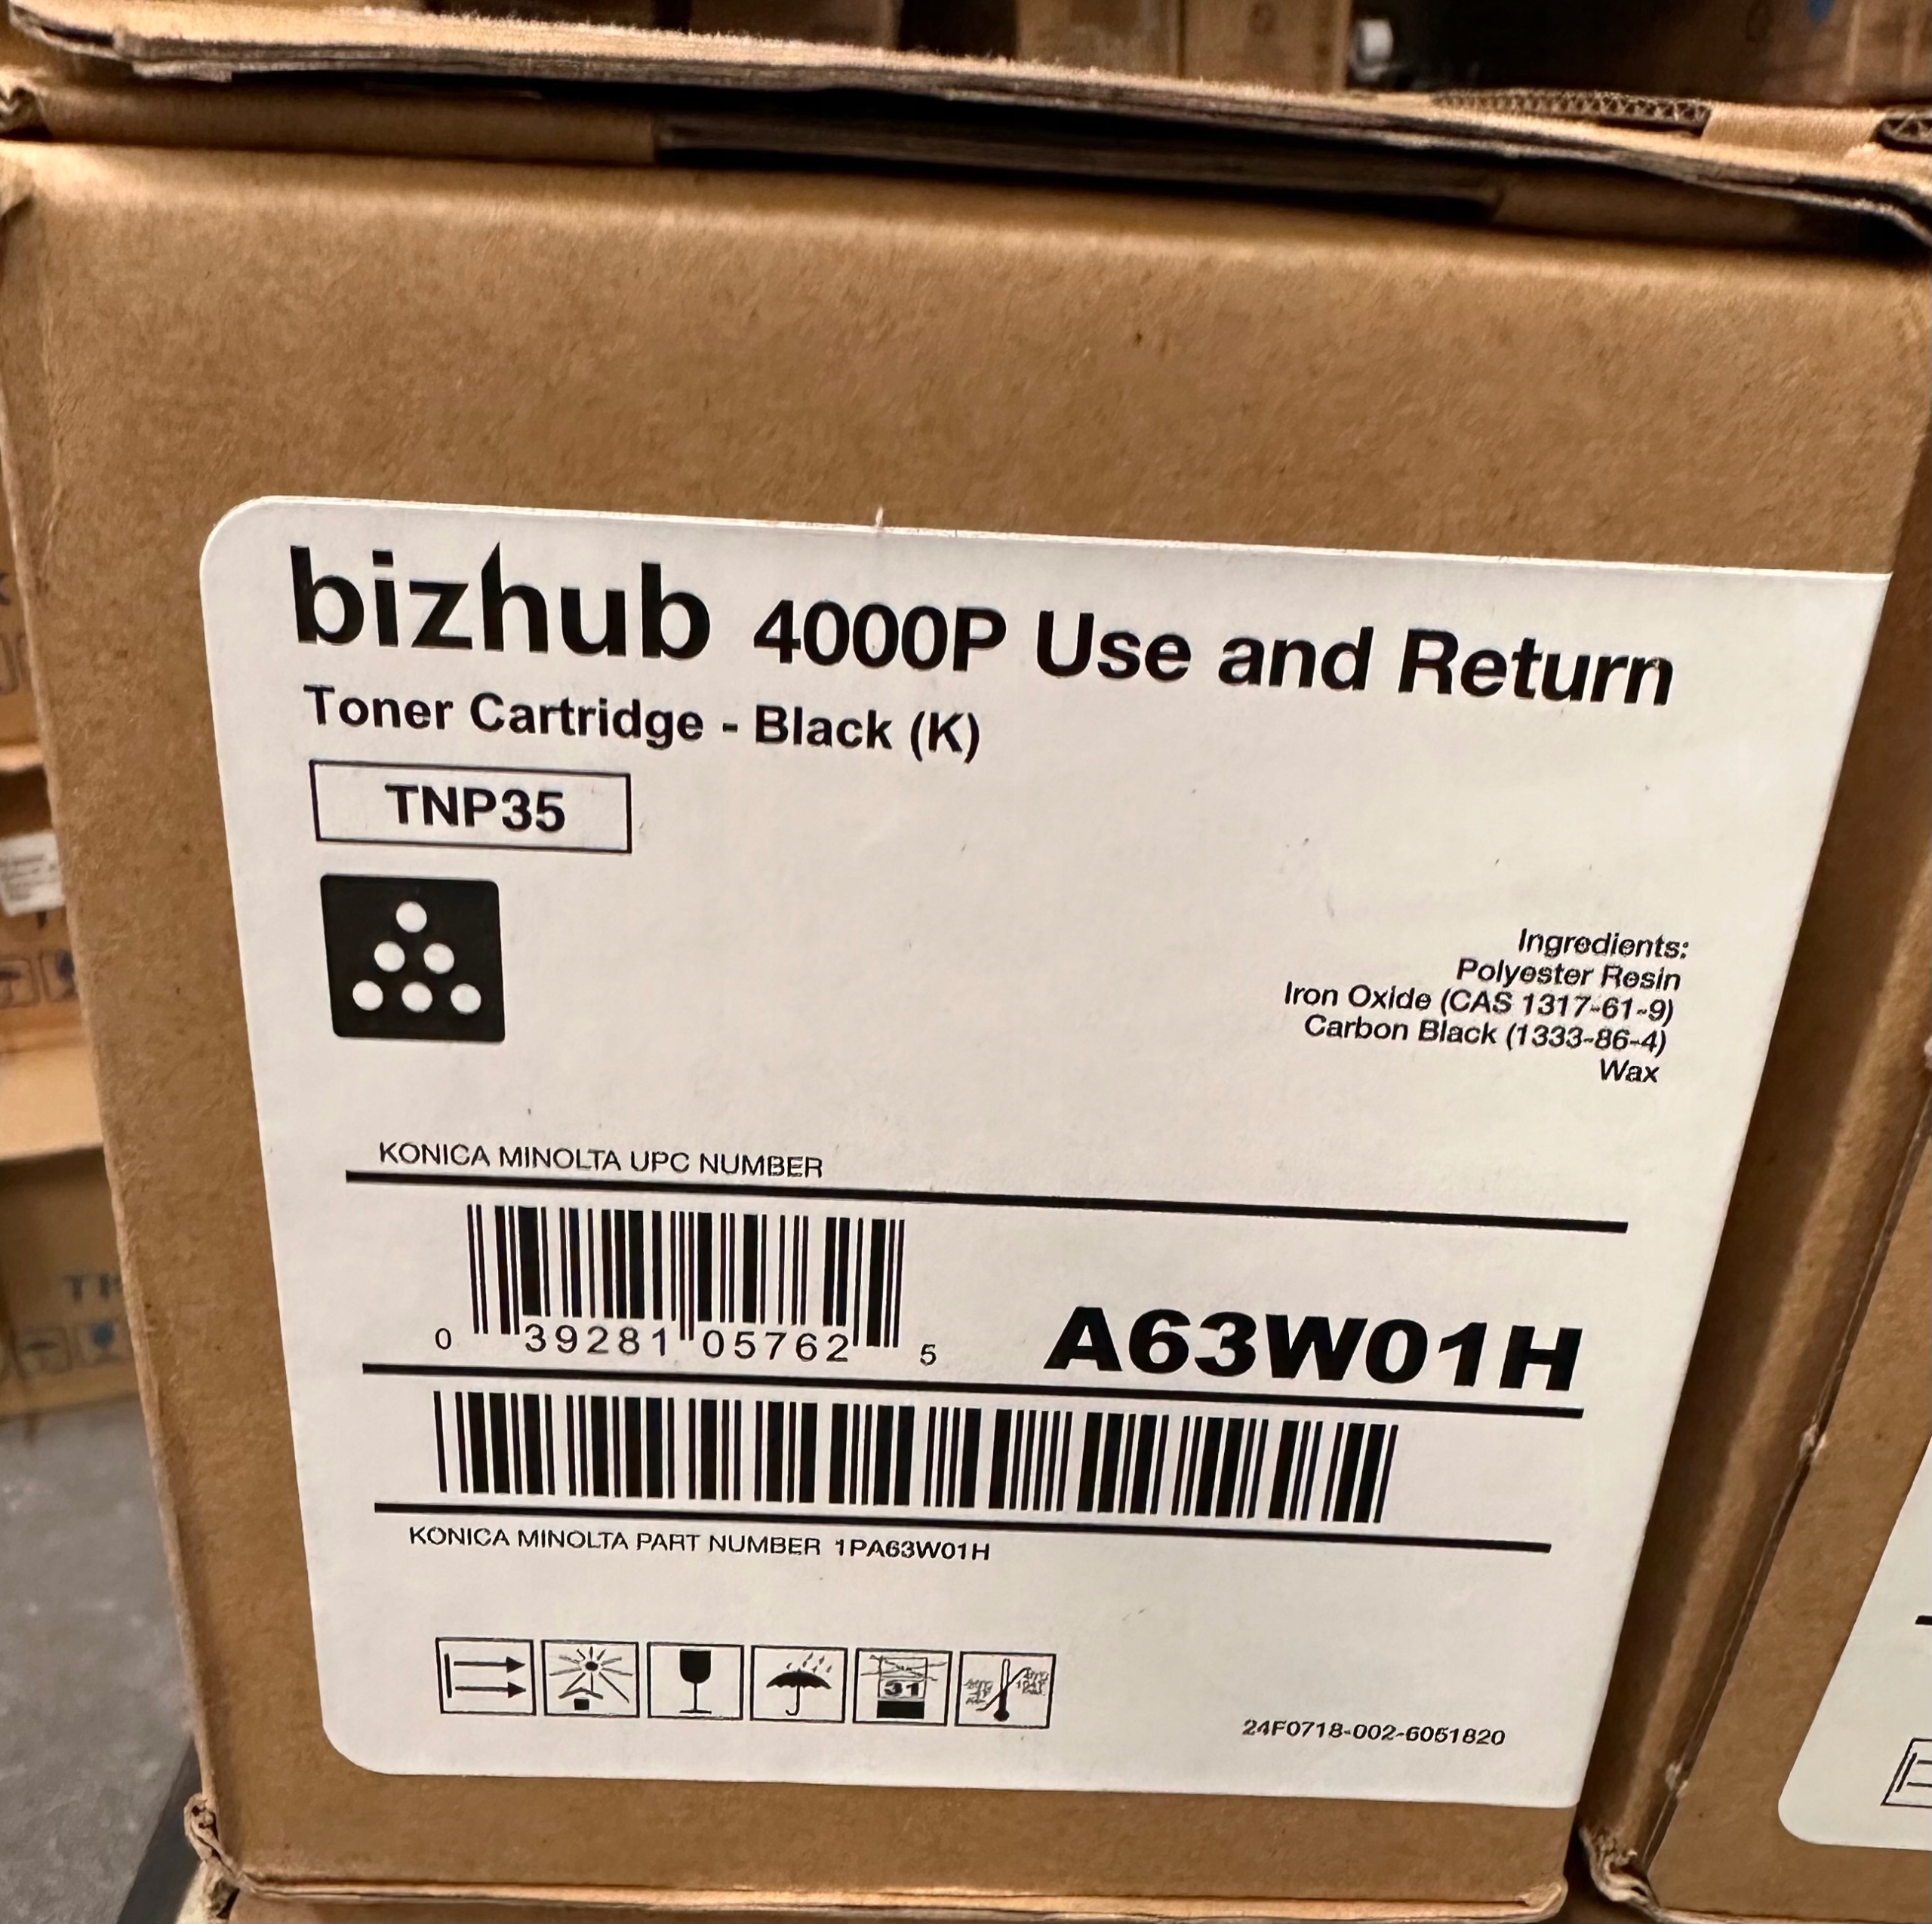 bizhub 4000P Use and Return
Toner Cartridge - Black (K)
TNP35
Ingredients:
Polyester Resin
Iron Oxide (CAS 1317-61-9)
Carbon Black (1333-86-4)
Wax
KONICA MINOLTA UPC NUMBER
0 39281 05762 5
A63W01H
KONICA MINOLTA PART NUMBER 1PA63W01H
31
24F0718-002-6051820